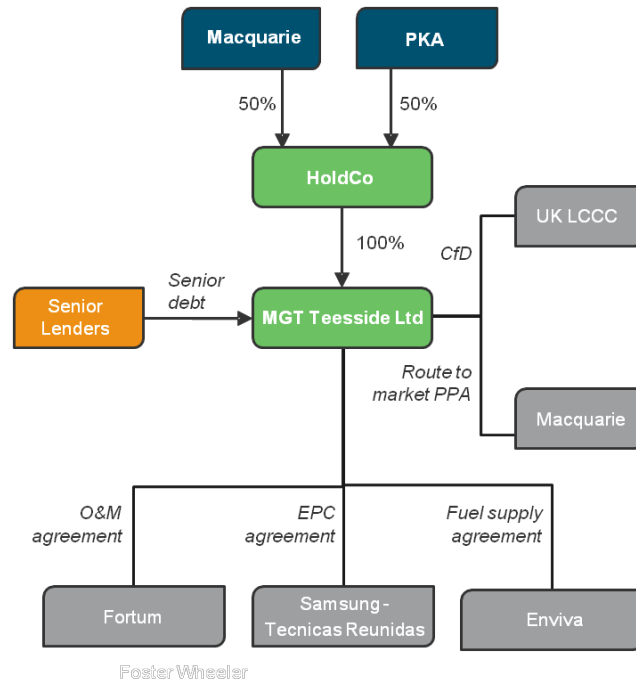 Macquarie
PKA
50%
50%
HoldCo
100%
UK LCCC
CfD
Senior
debt
Senior
Lenders
MGT Teesside Ltd
Route to
market PPA
Macquarie
O&M
agreement
EPC
agreement
Fuel supply
agreement
Fortum
Samsung -
Tecnicas Reunidas
Enviva
Foster Wheeler